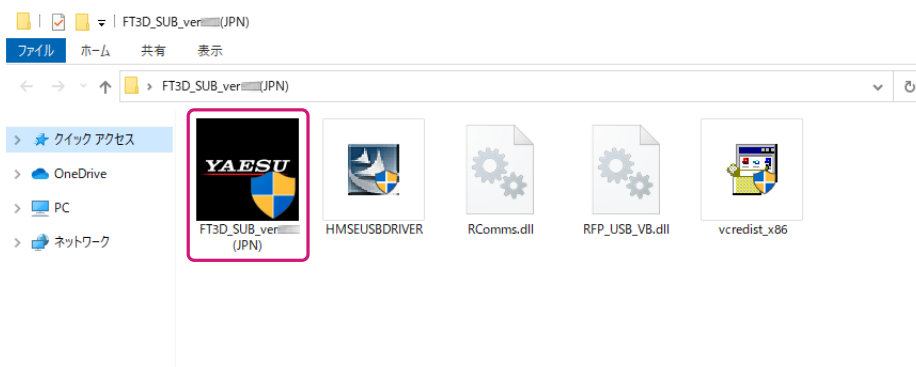 FT3D_SUB_ver (JPN)
ファイル ホーム 共有 表示
FT3D_SUB_ver (JPN)
クイック アクセス
OneDrive
PC
ネットワーク
YAESU
FT3D_SUB_ver
(JPN)
HMSEUSBDRIVER
RComms.dll
RFP_USB_VB.dll
vcredist_x86